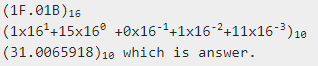 (1F.01B)₁₆
(1x16¹+15x16⁰ +0x16⁻¹+1x16⁻²+11x16⁻³)₁₀
(31.0065918)₁₀ which is answer.